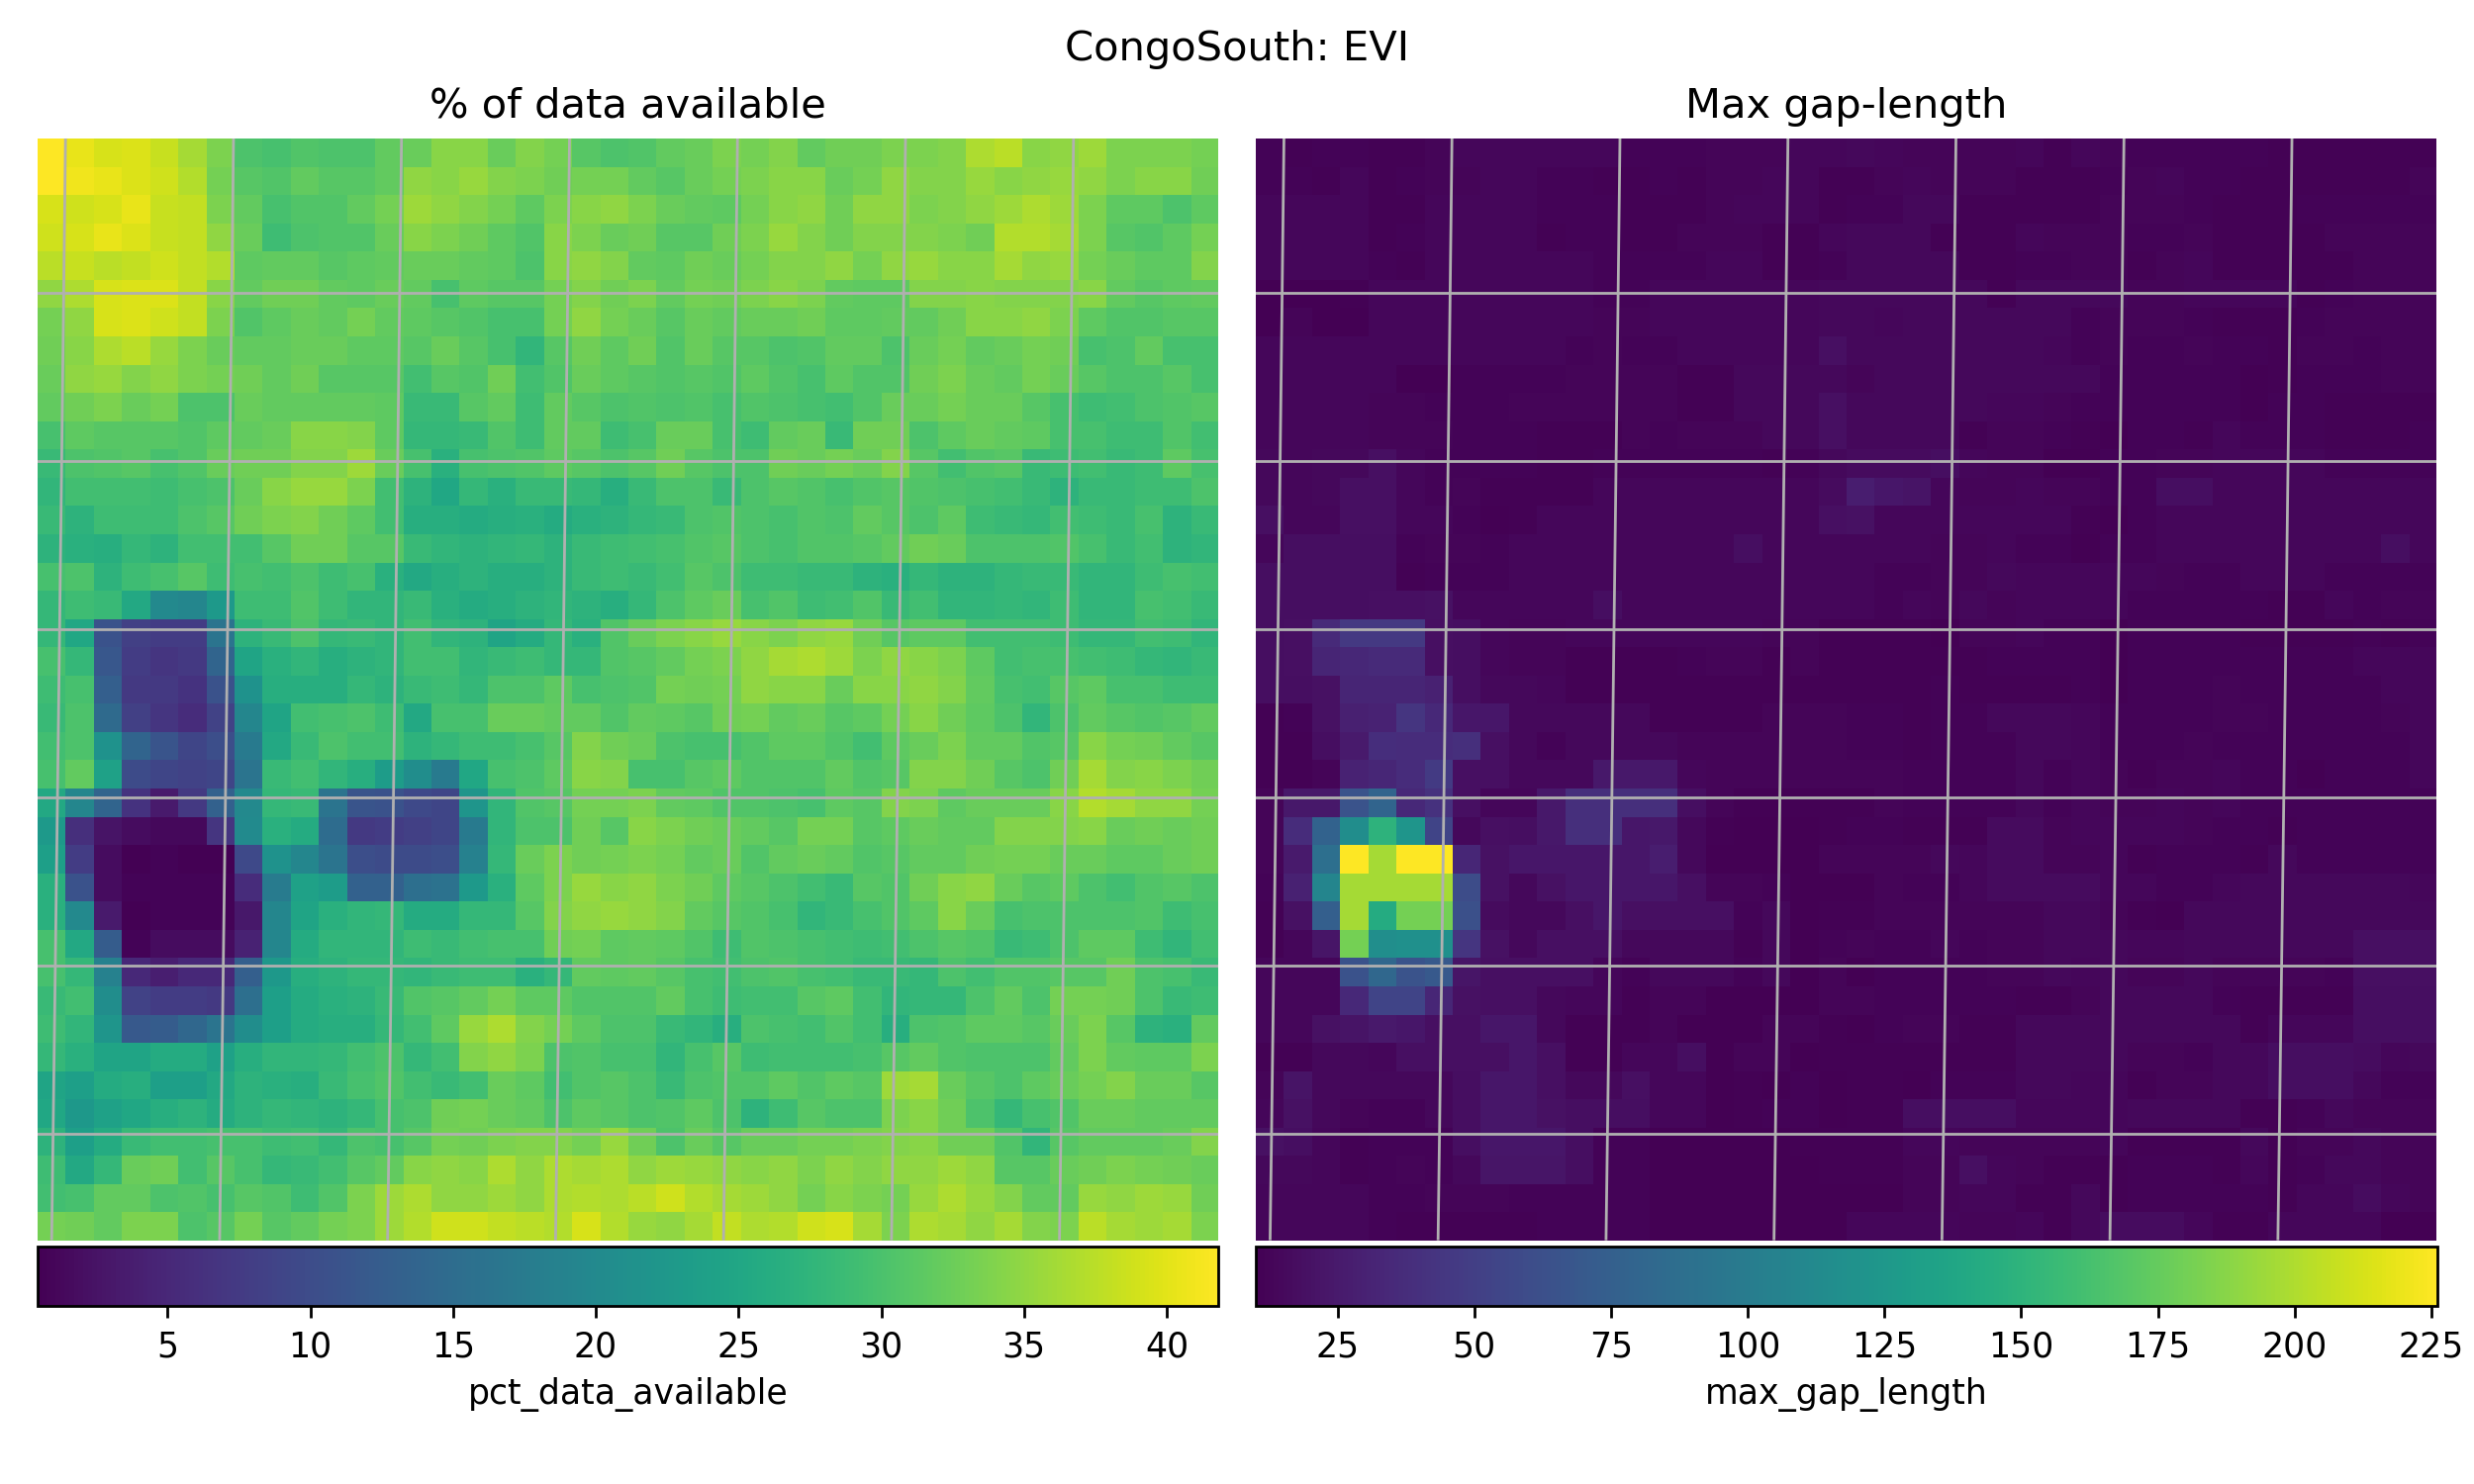 CongoSouth: EVI
% of data available
Max gap-length
5 10 15 20 25 30 35 40
25 50 75 100 125 150 175 200 225
pct_data_available
max_gap_length